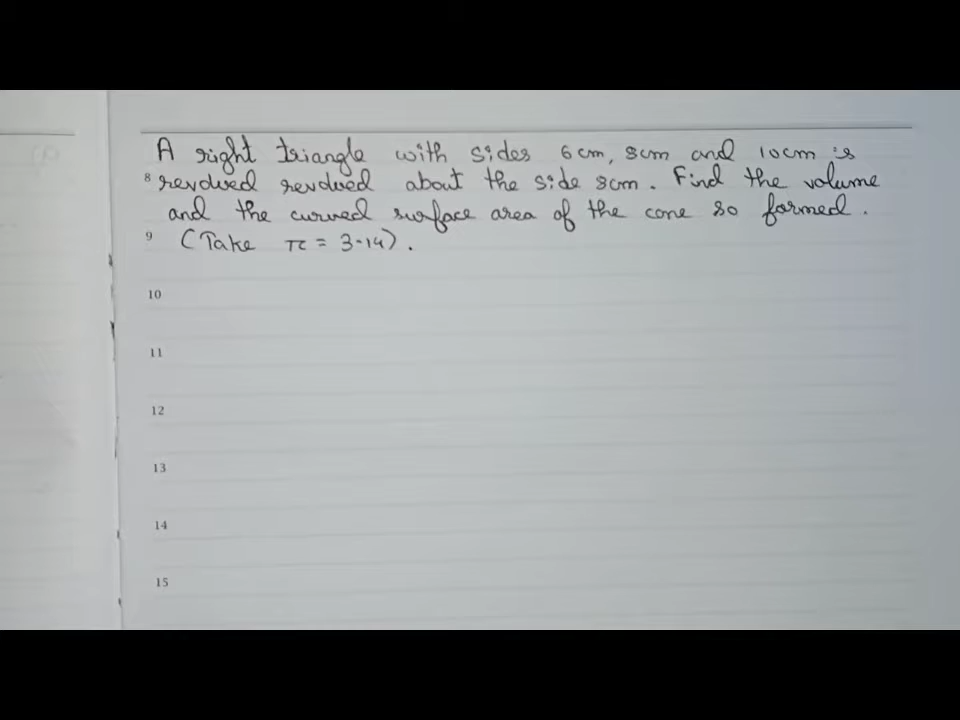 A right triangle with sides 6cm, 8cm and 10cm is
8 revolved revolved about the side 8cm. Find the volume
and the curved surface area of the cone so formed.
9 (Take π = 3.14).
10
11
12
13
14
15